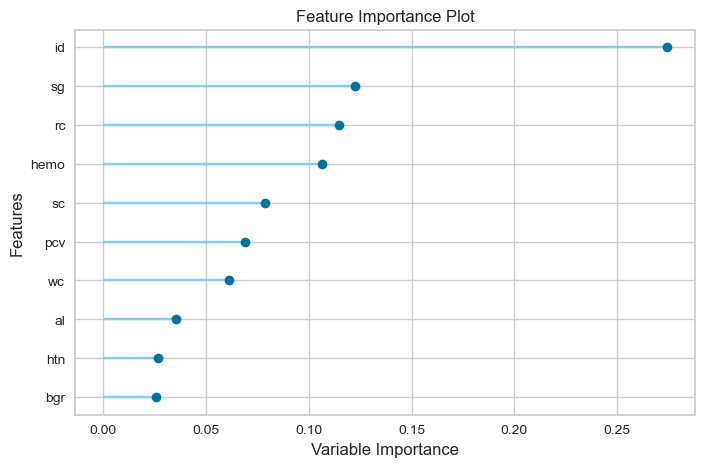 Feature Importance Plot
Features
id
sg
rc
hemo
sc
pcv
wc
al
htn
bgr
0.00 0.05 0.10 0.15 0.20 0.25
Variable Importance